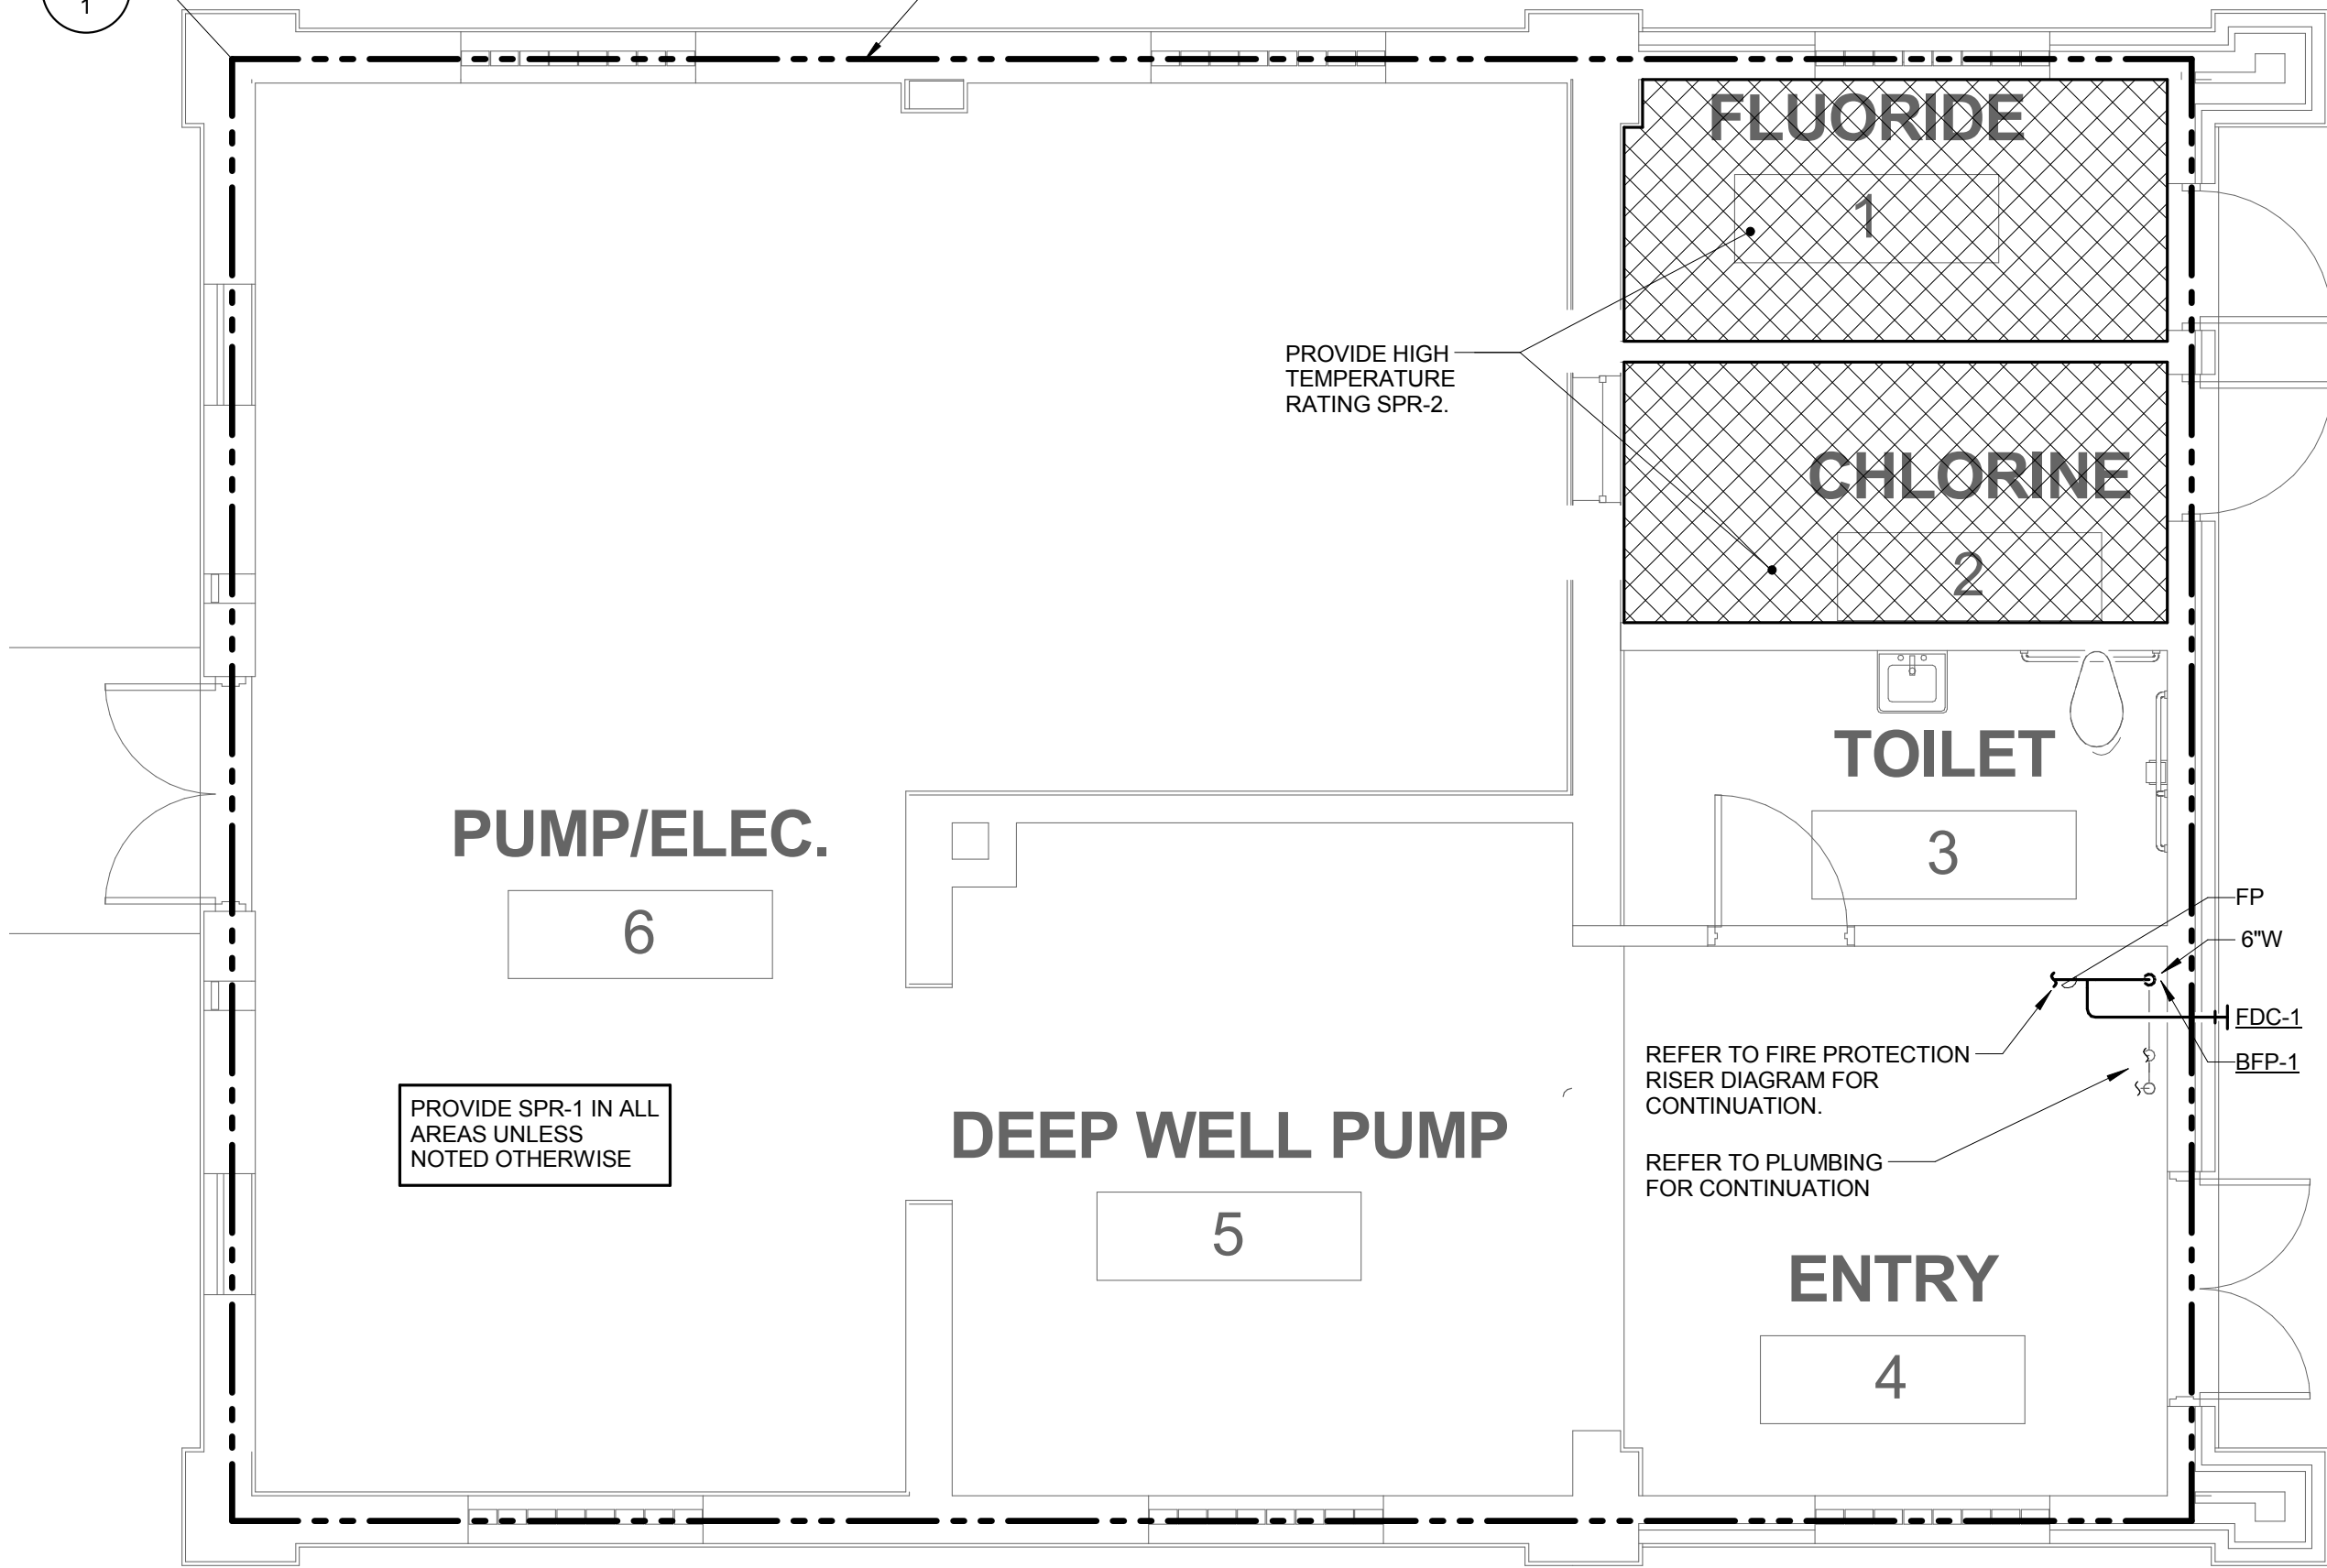 1
FLUORIDE
1
PROVIDE HIGH
TEMPERATURE
RATING SPR-2.
CHLORINE
2
TOILET
3
PUMP/ELEC.
6
FP
6"W
FDC-1
BFP-1
REFER TO FIRE PROTECTION
RISER DIAGRAM FOR
CONTINUATION.
PROVIDE SPR-1 IN ALL
AREAS UNLESS
NOTED OTHERWISE
DEEP WELL PUMP
5
REFER TO PLUMBING
FOR CONTINUATION
ENTRY
4